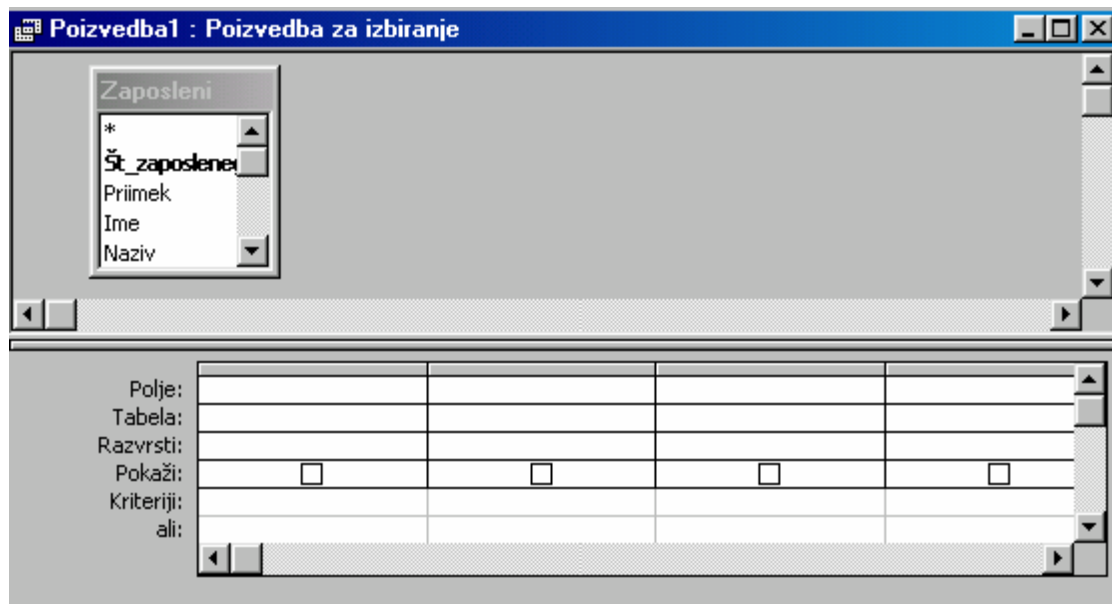 Poizvedba1 : Poizvedba za izbiranje
Zaposleni
*
Priimek
Ime
Naziv
Polje:
Tabela:
Razvrsti:
Pokaži:
Kriteriji:
ali: